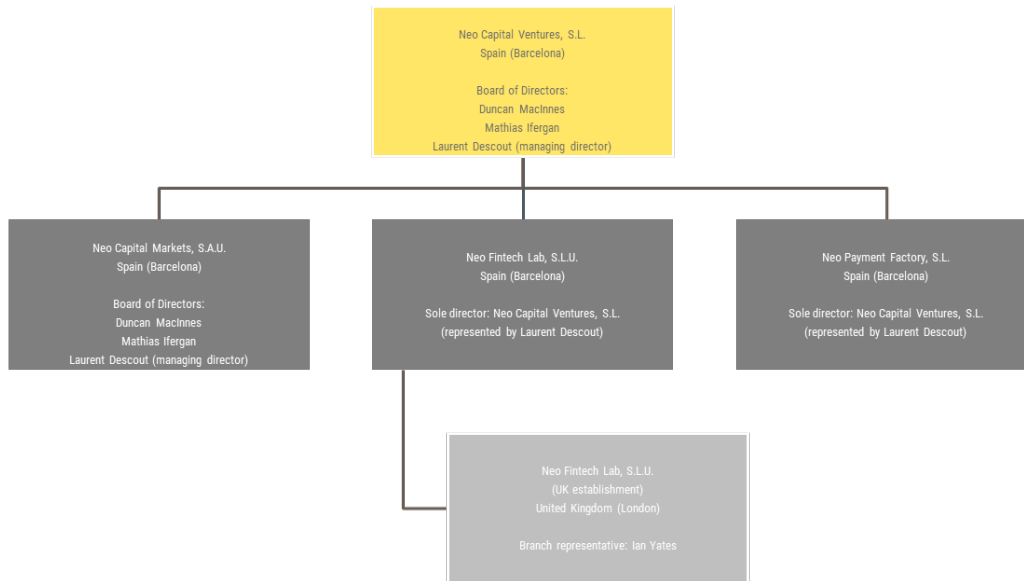 Neo Capital Ventures, S.L.
Spain (Barcelona)
Board of Directors:
Duncan MacInnes
Mathias Ifergan
Laurent Descout (managing director)
Neo Capital Markets, S.A.U.
Spain (Barcelona)
Board of Directors:
Duncan MacInnes
Mathias Ifergan
Laurent Descout (managing director)
Neo Fintech Lab, S.L.U.
Spain (Barcelona)
Sole director: Neo Capital Ventures, S.L.
(represented by Laurent Descout)
Neo Payment Factory, S.L.
Spain (Barcelona)
Sole director: Neo Capital Ventures, S.L.
(represented by Laurent Descout)
Neo Fintech Lab, S.L.U.
(UK establishment)
United Kingdom (London)
Branch representative: Ian Yates